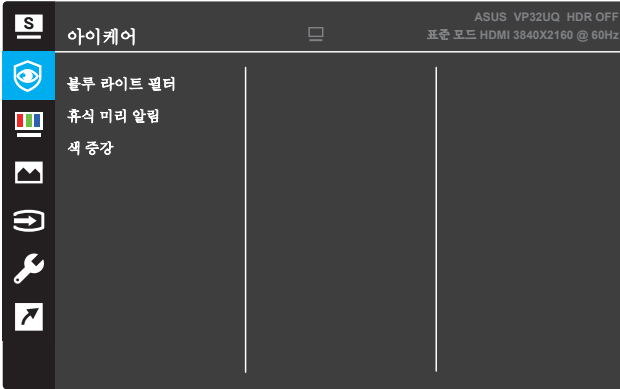 S
ASUS VP32UQ HDR OFF
아이케어
표준 모드 HDMI 3840X2160 @ 60Hz
블루 라이트 필터
휴식 미리 알림
색 증강